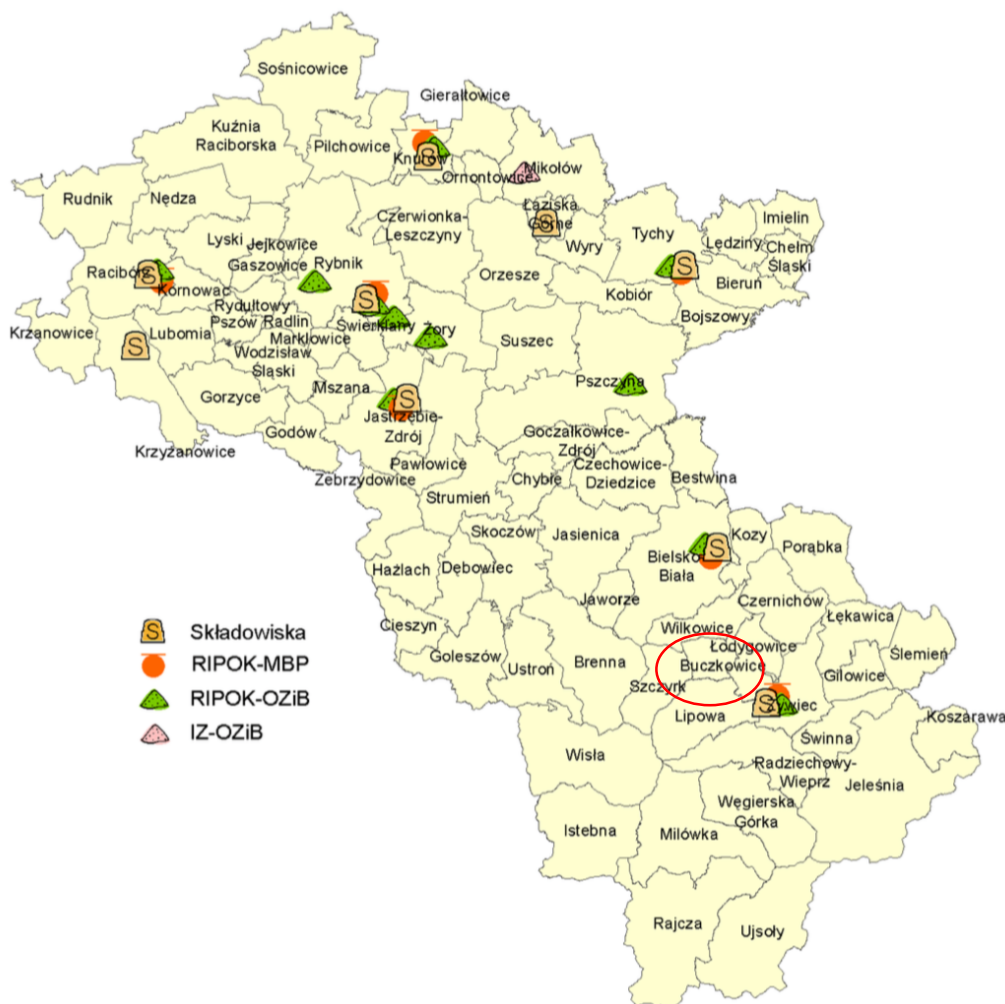 Sośnicowice
Gierałtowice
Kuźnia
Raciborska
Pilchowice
Knurów
Ornontowice
Mikołów
Rudnik
Nędza
Łaziska
Górne
Imielin
Czerwionka-
Leszczyny
Tychy
Lędziny
Chełm
Śląski
Lyski
Jejkowice
Wyry
Gaszowice
Rybnik
Racibórz
Orzesze
Bieruń
Kornowac
Kobiór
Rydułtowy
Bojszowy
Krzanowice
Lubomia
Pszów
Radlin
Świerklany
Żory
Marklowice
Suszec
Wodzisław
Śląski
Mszana
Pszczyna
Gorzyce
Jastrzębie-
Zdrój
Godów
Goczałkowice-
Zdrój
Krzyżanowice
Pawłowice
Czechowice-
Dziedzice
Zebrzydowice
Chybie
Bestwina
Strumień
Skoczów
Jasienica
Kozy
Porąbka
Bielsko
Biała
Hażlach
Dębowiec
Jaworze
Czernichów
Łękawica
Cieszyn
Wilkowice
Goleszów
Ustroń
Brenna
Łodygowice
Ślemień
Buczkowice
Gilowice
Szczyrk
Żywiec
Lipowa
Koszarawa
Świnna
Wisła
Radziechowy-
Wieprz
Jeleśnia
Węgierska
Górka
Istebna
Milówka
Rajcza
Ujsoły
S Składowiska
RIPOK-MBP
RIPOK-OZiB
IZ-OZiB
S
S
S
S
S
S
S
S
S